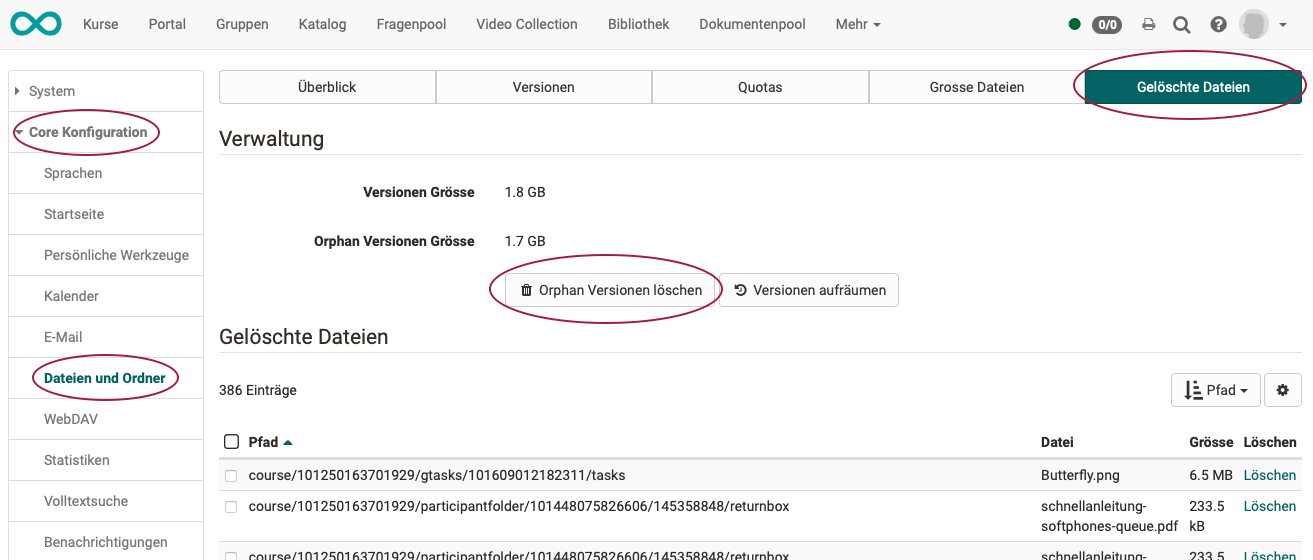 Kurse Portal Gruppen Katalog Fragenpool Video Collection Bibliothek Dokumentenpool Mehr 0/0
System
Core Konfiguration
Sprachen
Startseite
Persönliche Werkzeuge
Kalender
E-Mail
Dateien und Ordner
WebDAV
Statistiken
Volltextsuche
Benachrichtigungen
Überblick Versionen Quotas Grosse Dateien Gelöschte Dateien
Verwaltung
Versionen Grösse 1.8 GB
Orphan Versionen Grösse 1.7 GB
Orphan Versionen löschen Versionen aufräumen
Gelöschte Dateien
386 Einträge Pfad
Pfad Datei Grösse Löschen
course/101250163701929/gtasks/101609012182311/tasks Butterfly.png 6.5 MB Löschen
course/101250163701929/participantfolder/101448075826606/145358848/returnbox schnellanleitung- 233.5 Löschen
softphones-queue.pdf kB
course/101250163701929/participantfolder/101448075826606/145358848/returnbox schnellanleitung- 233.5 Löschen